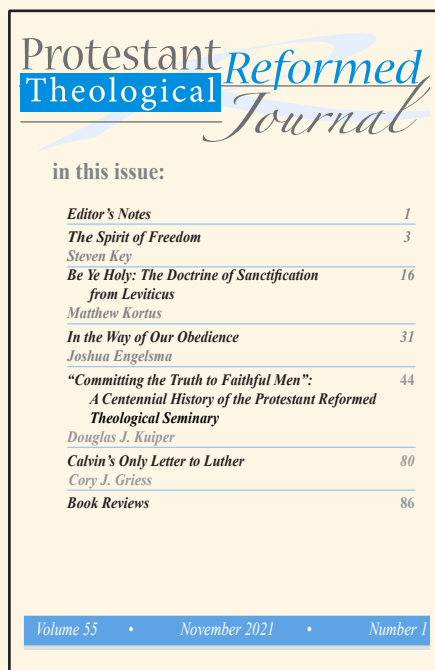 Protestant Reformed
Theological Journal
in this issue:
Editor's Notes 1
The Spirit of Freedom 3
Steven Key
Be Ye Holy: The Doctrine of Sanctification 16
from Leviticus
Matthew Kortus
In the Way of Our Obedience 31
Joshua Engelsma
“Committing the Truth to Faithful Men”: 44
A Centennial History of the Protestant Reformed
Theological Seminary
Douglas J. Kuiper
Calvin's Only Letter to Luther 80
Cory J. Griess
Book Reviews 86
Volume 55 • November 2021 • Number 1